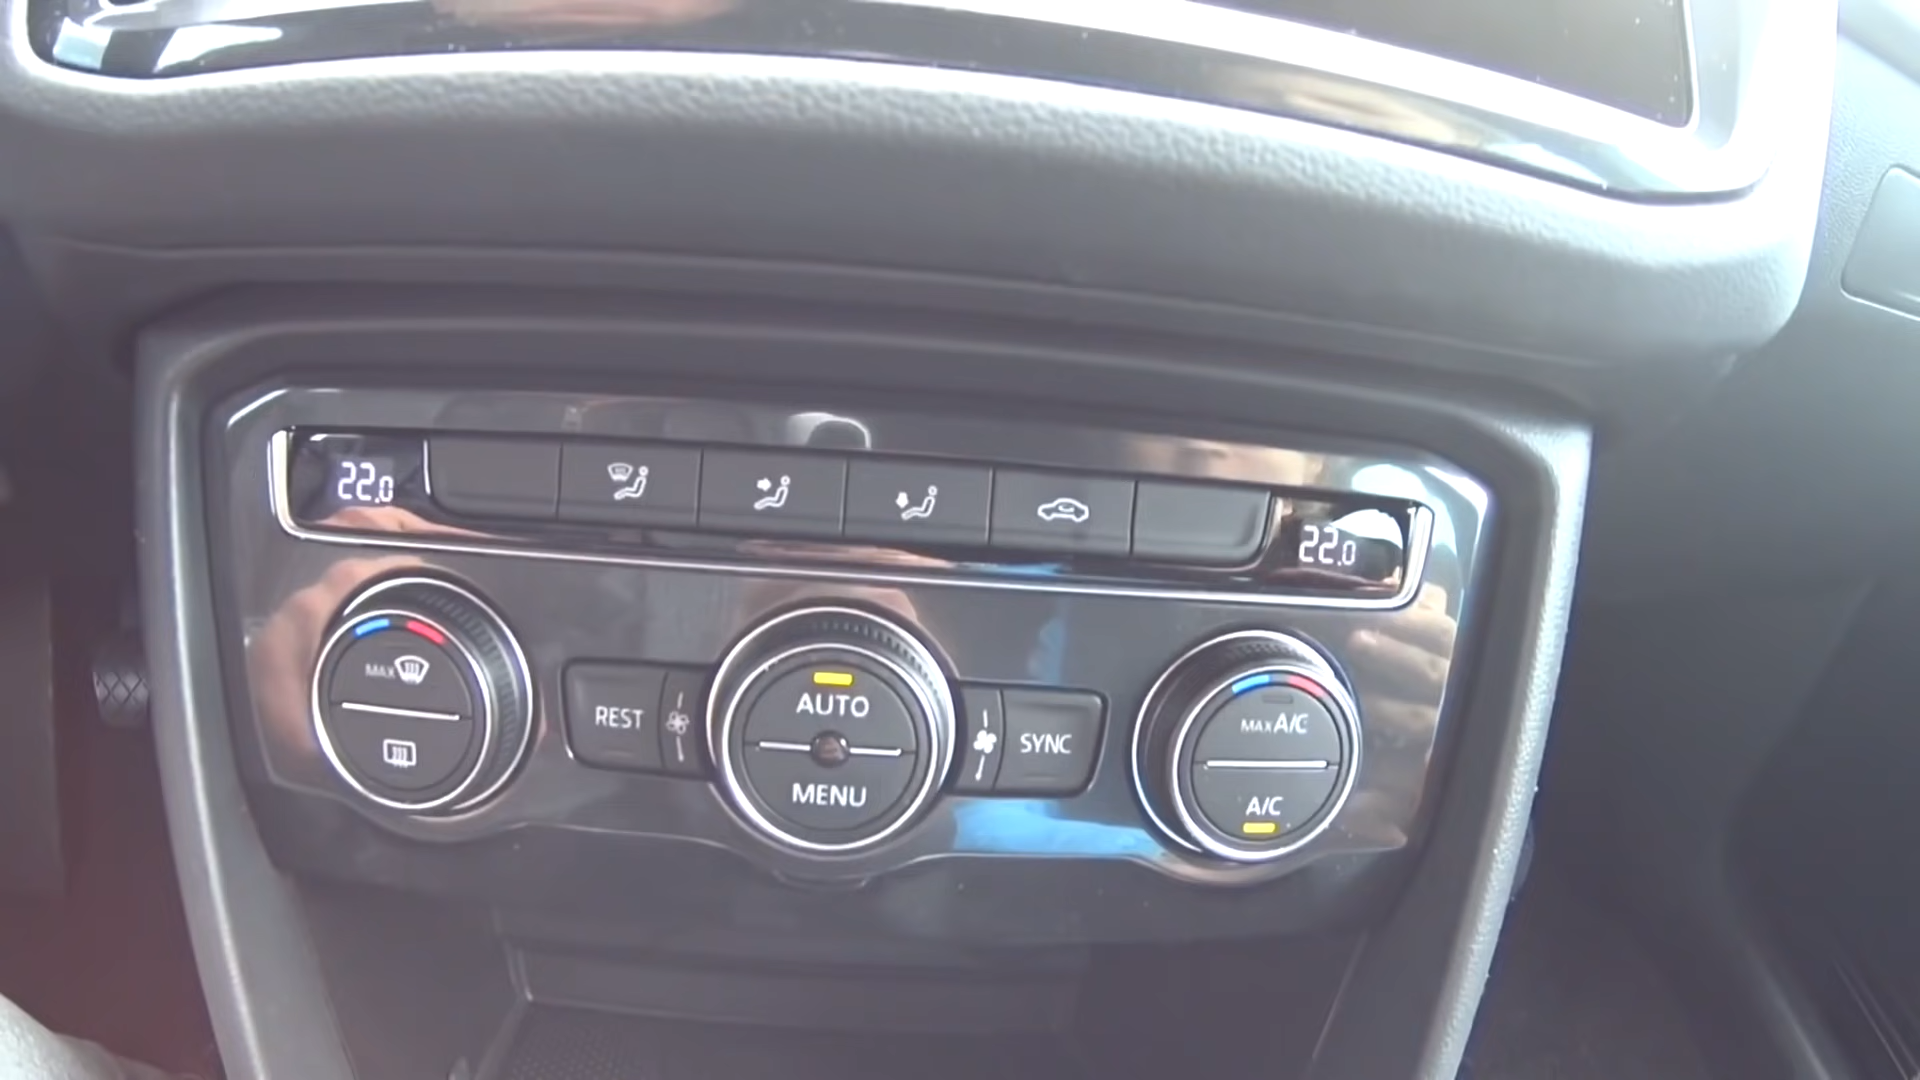 22.0
22.0
MAX
REST
AUTO
MENU
SYNC
MAX A/C
A/C